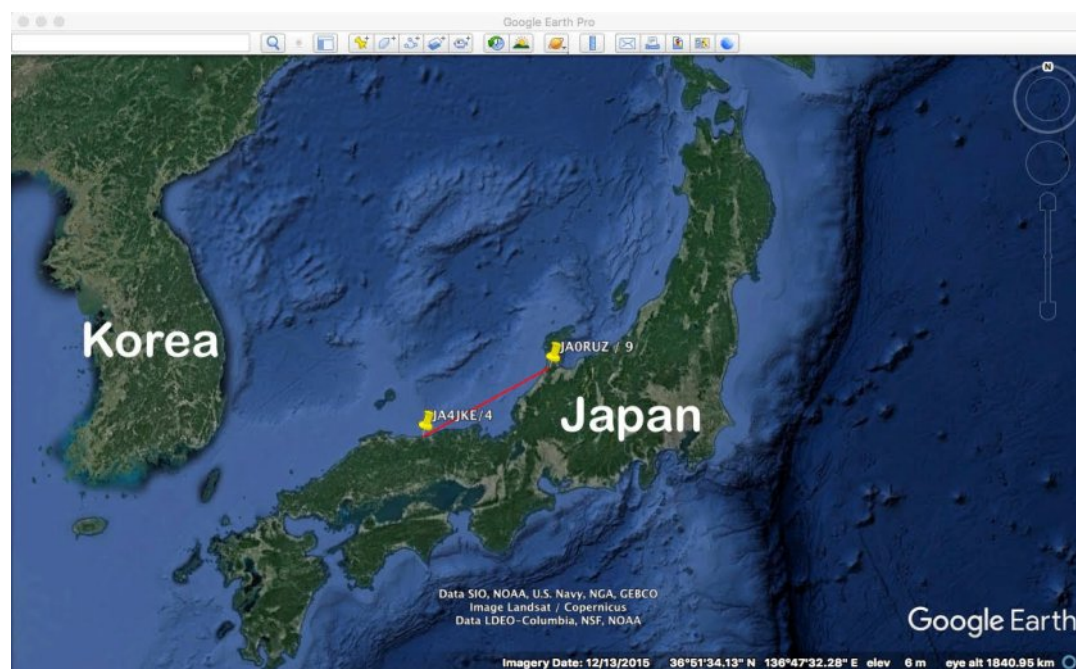 Google Earth Pro
N
Korea
JA0RUZ / 9
JA4JKE/4
Japan
Data SIO, NOAA, U.S. Navy, NGA, GEBCO
Image Landsat / Copernicus
Data LDEO-Columbia, NSF, NOAA
Google Earth
Imagery Date: 12/13/2015 36°51'34.13" N 136°47'32.28" E elev 6 m eye alt 1840.95 km